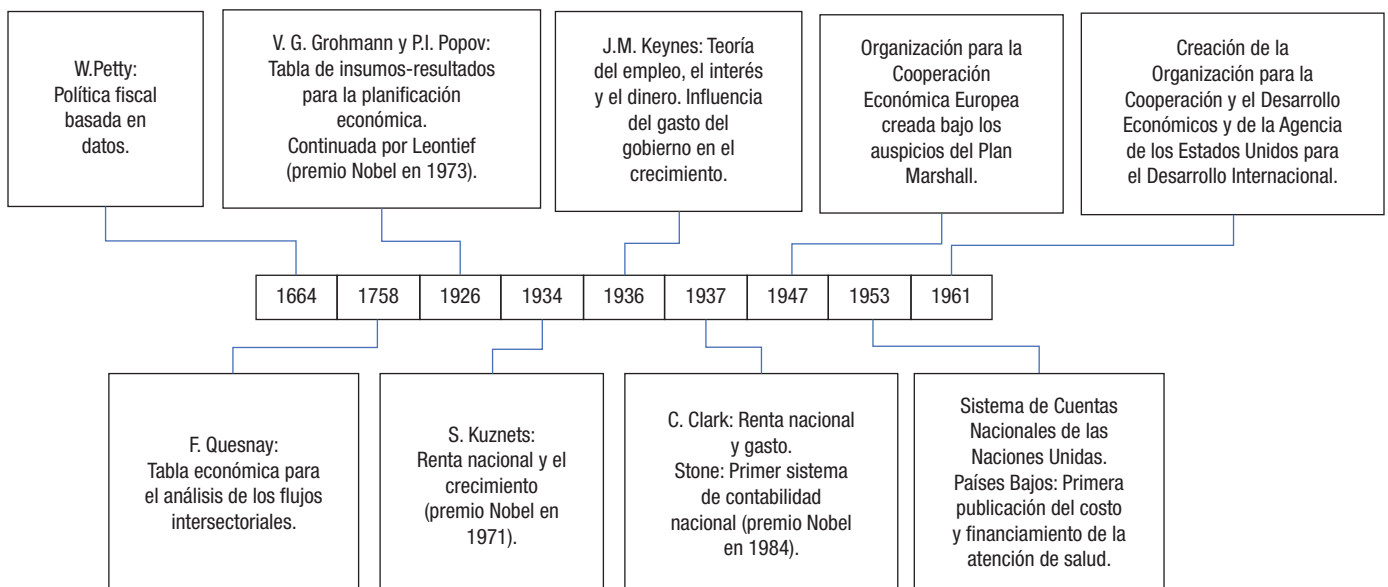 W.Petty:
Política fiscal
basada en
datos.
V. G. Grohmann y P.I. Popov:
Tabla de insumos-resultados
para la planificación
económica.
Continuada por Leontief
(premio Nobel en 1973).
J.M. Keynes: Teoría
del empleo, el interés
y el dinero. Influencia
del gasto del
gobierno en el
crecimiento.
Organización para la
Cooperación
Económica Europea
creada bajo los
auspicios del Plan
Marshall.
Creación de la
Organización para la
Cooperación y el Desarrollo
Económicos y de la Agencia
de los Estados Unidos para
el Desarrollo Internacional.
1664 1758 1926 1934 1936 1937 1947 1953 1961
F. Quesnay:
Tabla económica para
el análisis de los flujos
intersectoriales.
S. Kuznets:
Renta nacional y el
crecimiento
(premio Nobel en
1971).
C. Clark: Renta nacional
y gasto.
Stone: Primer sistema
de contabilidad
nacional (premio Nobel
en 1984).
Sistema de Cuentas
Nacionales de las
Naciones Unidas.
Países Bajos: Primera
publicación del costo
y financiamiento de la
atención de salud.